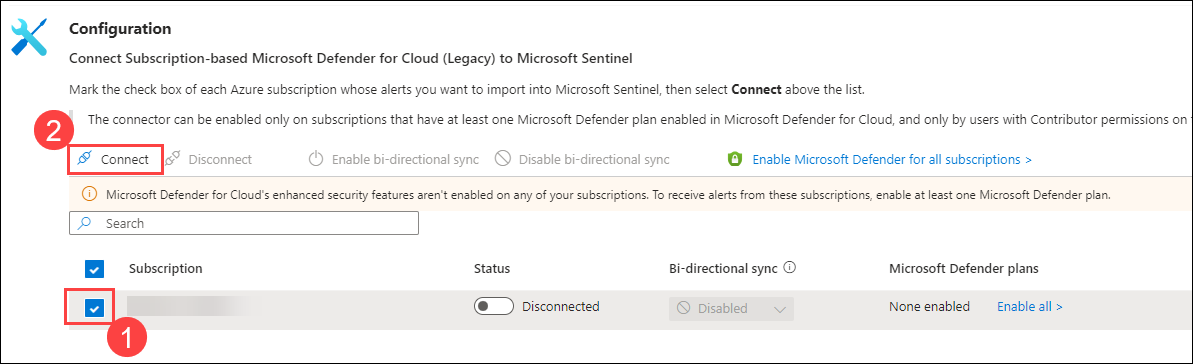 Configuration
Connect Subscription-based Microsoft Defender for Cloud (Legacy) to Microsoft Sentinel
Mark the check box of each Azure subscription whose alerts you want to import into Microsoft Sentinel, then select Connect above the list.
The connector can be enabled only on subscriptions that have at least one Microsoft Defender plan enabled in Microsoft Defender for Cloud, and only by users with Contributor permissions on
2
Connect Disconnect Enable bi-directional sync Disable bi-directional sync Enable Microsoft Defender for all subscriptions >
Microsoft Defender for Cloud's enhanced security features aren't enabled on any of your subscriptions. To receive alerts from these subscriptions, enable at least one Microsoft Defender plan.
Search
Subscription Status Bi-directional sync Microsoft Defender plans
Disconnected Disabled None enabled Enable all >
1